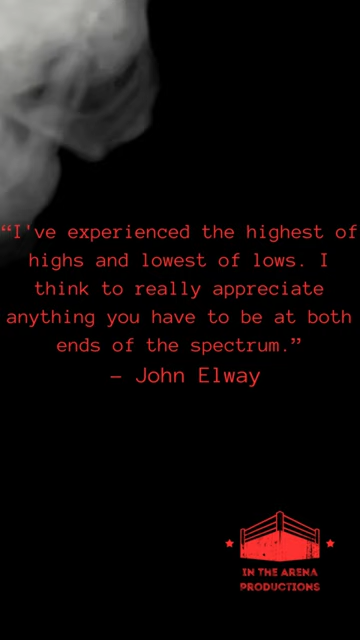 “I've experienced the highest of
highs and lowest of lows. I
think to really appreciate
anything you have to be at both
ends of the spectrum.”
– John Elway
IN THE ARENA
PRODUCTIONS